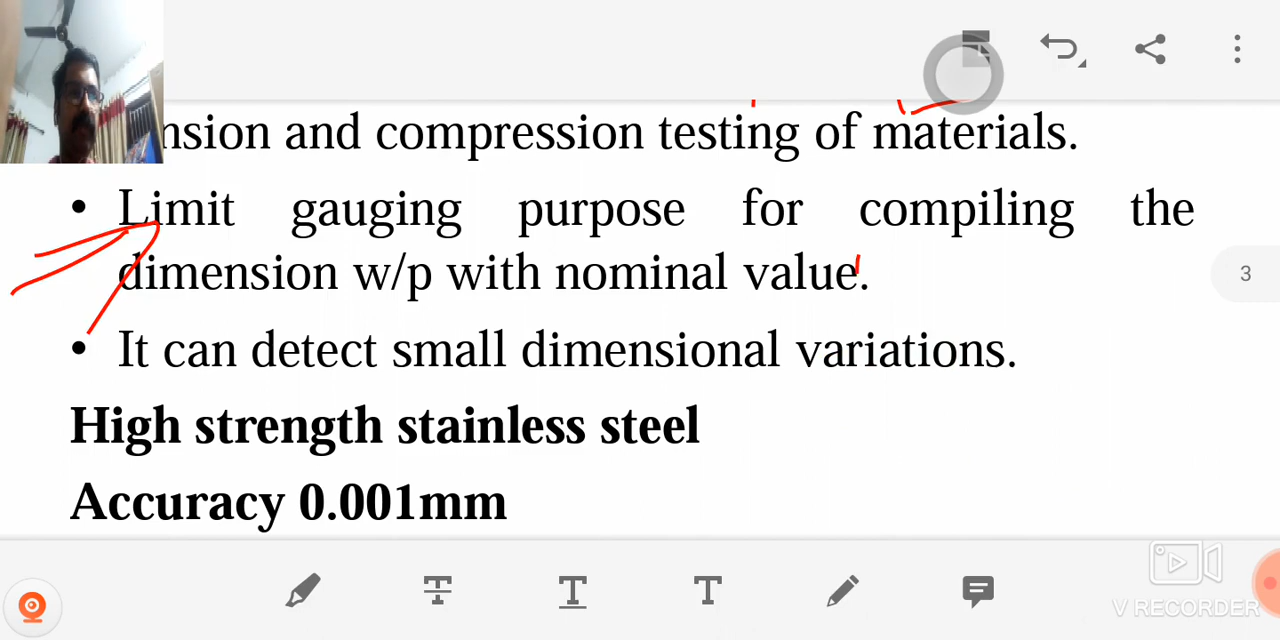 nsion and compression testing of materials.
• Limit gauging purpose for compiling the
dimension w/p with nominal value.
3
• It can detect small dimensional variations.
High strength stainless steel
Accuracy 0.001mm
V RECORDER